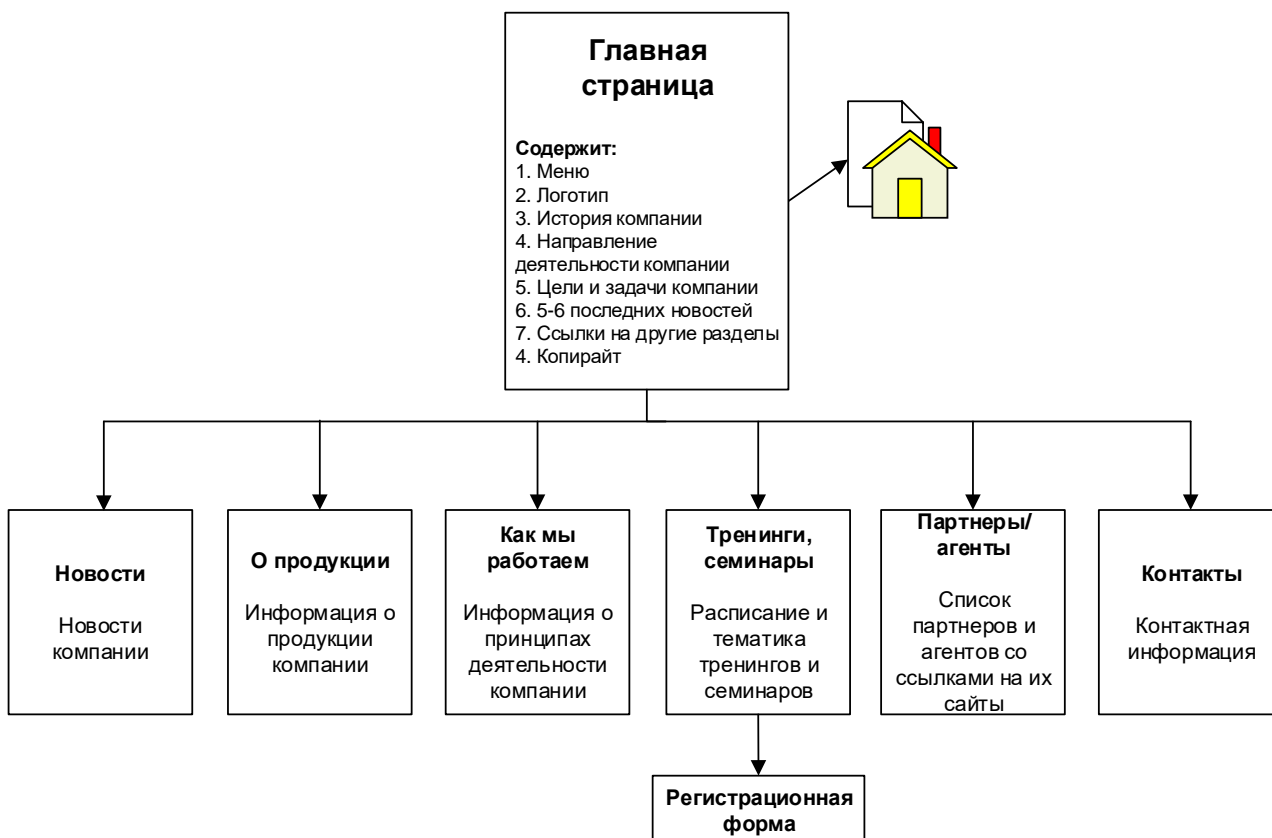 Главная
страница
Содержит:
1. Меню
2. Логотип
3. История компании
4. Направление
деятельности компании
5. Цели и задачи компании
6. 5-6 последних новостей
7. Ссылки на другие разделы
4. Копирайт
Новости
Новости
компании
О продукции
Информация о
продукции
компании
Как мы
работаем
Информация о
принципах
деятельности
компании
Тренинги,
семинары
Расписание и
тематика
тренингов и
семинаров
Партнеры/
агенты
Список
партнеров и
агентов со
ссылками на их
сайты
Контакты
Контактная
информация
Регистрационная
форма